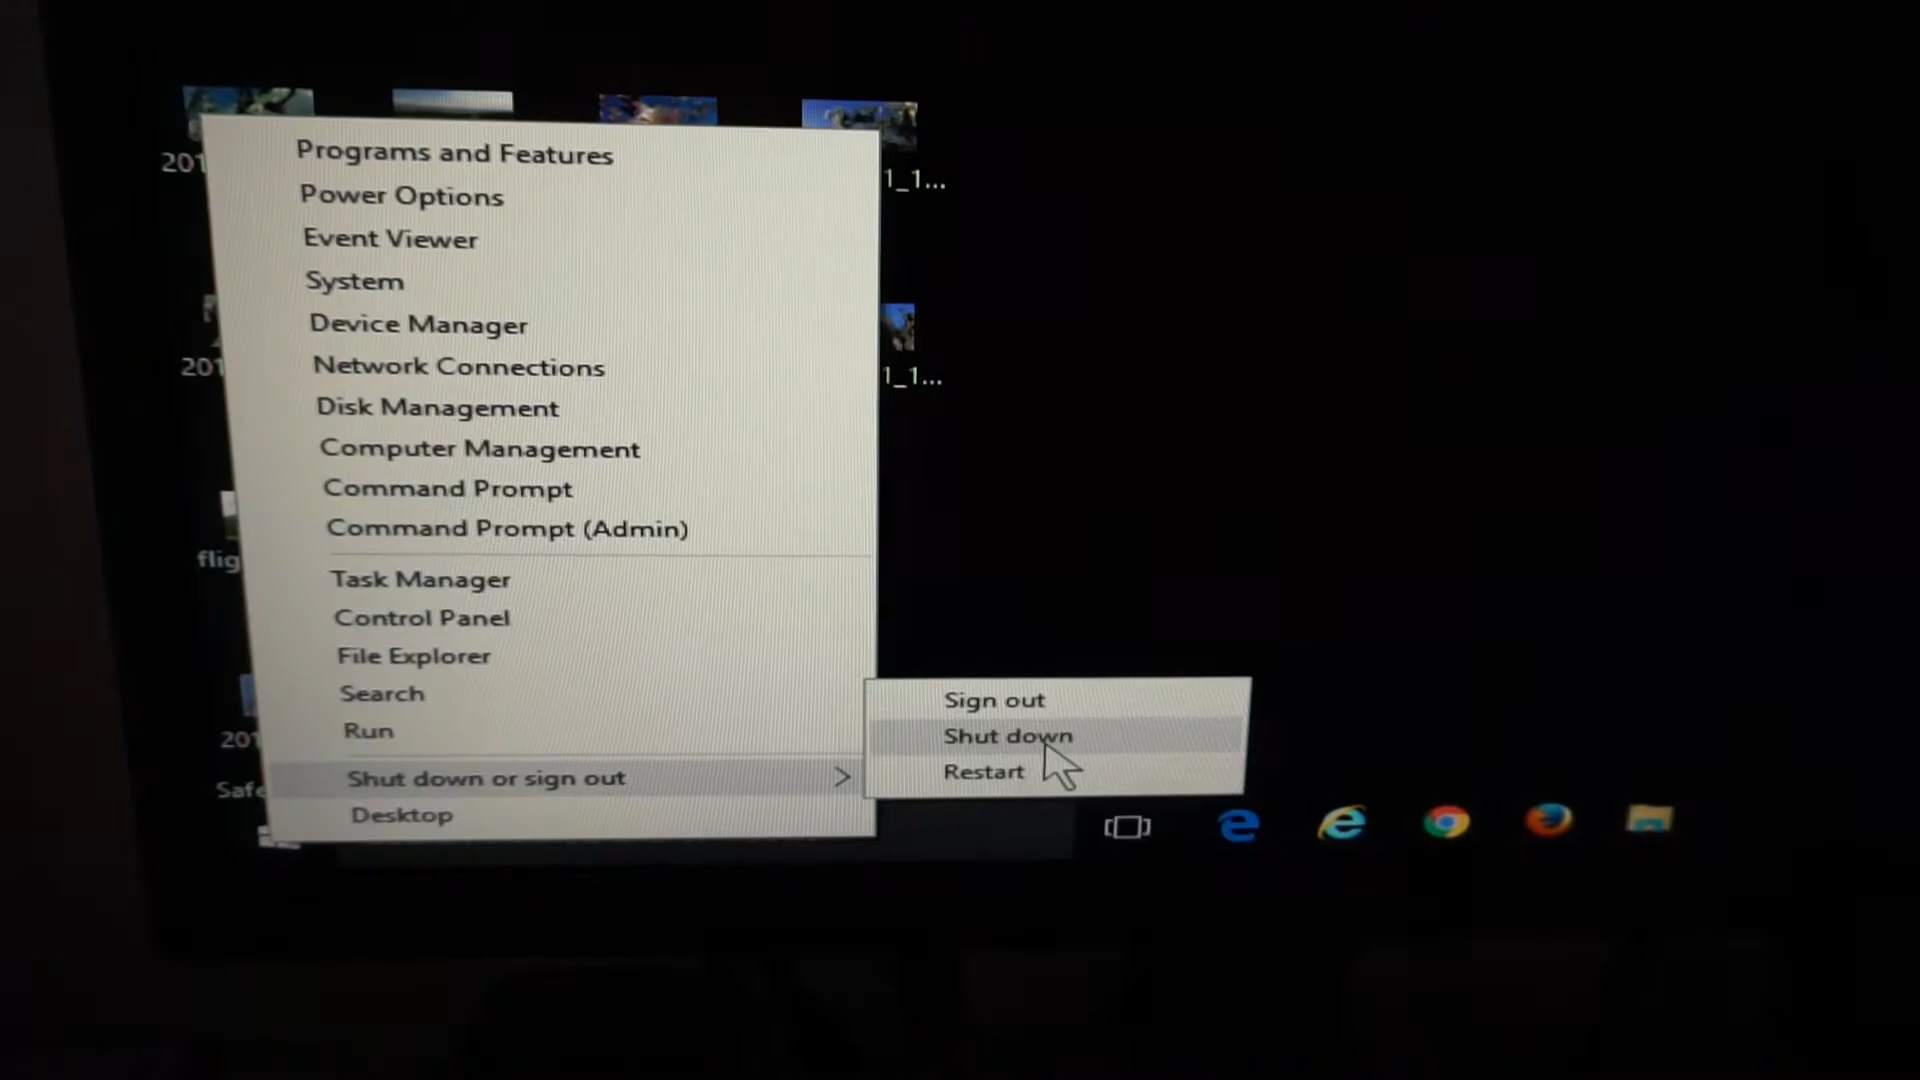 201
1_1...
Programs and Features
Power Options
Event Viewer
System
Device Manager
Network Connections
201
1_1...
Disk Management
Computer Management
Command Prompt
Command Prompt (Admin)
flig
Task Manager
Control Panel
File Explorer
Search
Run
201
Shut down or sign out
Safe
Desktop
Sign out
Shut down
Restart